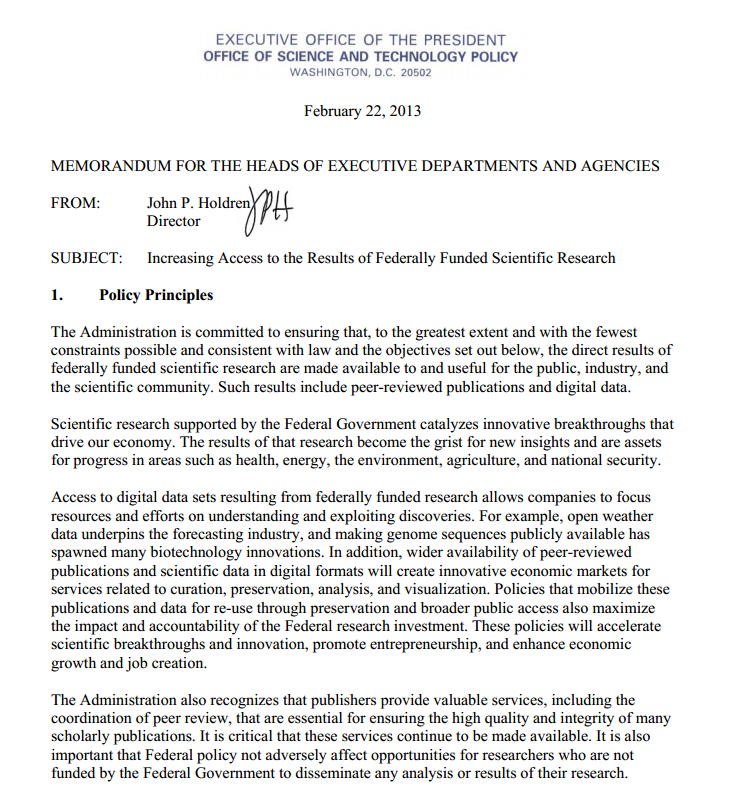 EXECUTIVE OFFICE OF THE PRESIDENT
OFFICE OF SCIENCE AND TECHNOLOGY POLICY
WASHINGTON, D.C. 20502
February 22, 2013
MEMORANDUM FOR THE HEADS OF EXECUTIVE DEPARTMENTS AND AGENCIES
FROM: John P. Holdren JPH
Director
SUBJECT: Increasing Access to the Results of Federally Funded Scientific Research
1. Policy Principles
The Administration is committed to ensuring that, to the greatest extent and with the fewest
constraints possible and consistent with law and the objectives set out below, the direct results of
federally funded scientific research are made available to and useful for the public, industry, and
the scientific community. Such results include peer-reviewed publications and digital data.
Scientific research supported by the Federal Government catalyzes innovative breakthroughs that
drive our economy. The results of that research become the grist for new insights and are assets
for progress in areas such as health, energy, the environment, agriculture, and national security.
Access to digital data sets resulting from federally funded research allows companies to focus
resources and efforts on understanding and exploiting discoveries. For example, open weather
data underpins the forecasting industry, and making genome sequences publicly available has
spawned many biotechnology innovations. In addition, wider availability of peer-reviewed
publications and scientific data in digital formats will create innovative economic markets for
services related to curation, preservation, analysis, and visualization. Policies that mobilize these
publications and data for re-use through preservation and broader public access also maximize
the impact and accountability of the Federal research investment. These policies will accelerate
scientific breakthroughs and innovation, promote entrepreneurship, and enhance economic
growth and job creation.
The Administration also recognizes that publishers provide valuable services, including the
coordination of peer review, that are essential for ensuring the high quality and integrity of many
scholarly publications. It is critical that these services continue to be made available. It is also
important that Federal policy not adversely affect opportunities for researchers who are not
funded by the Federal Government to disseminate any analysis or results of their research.